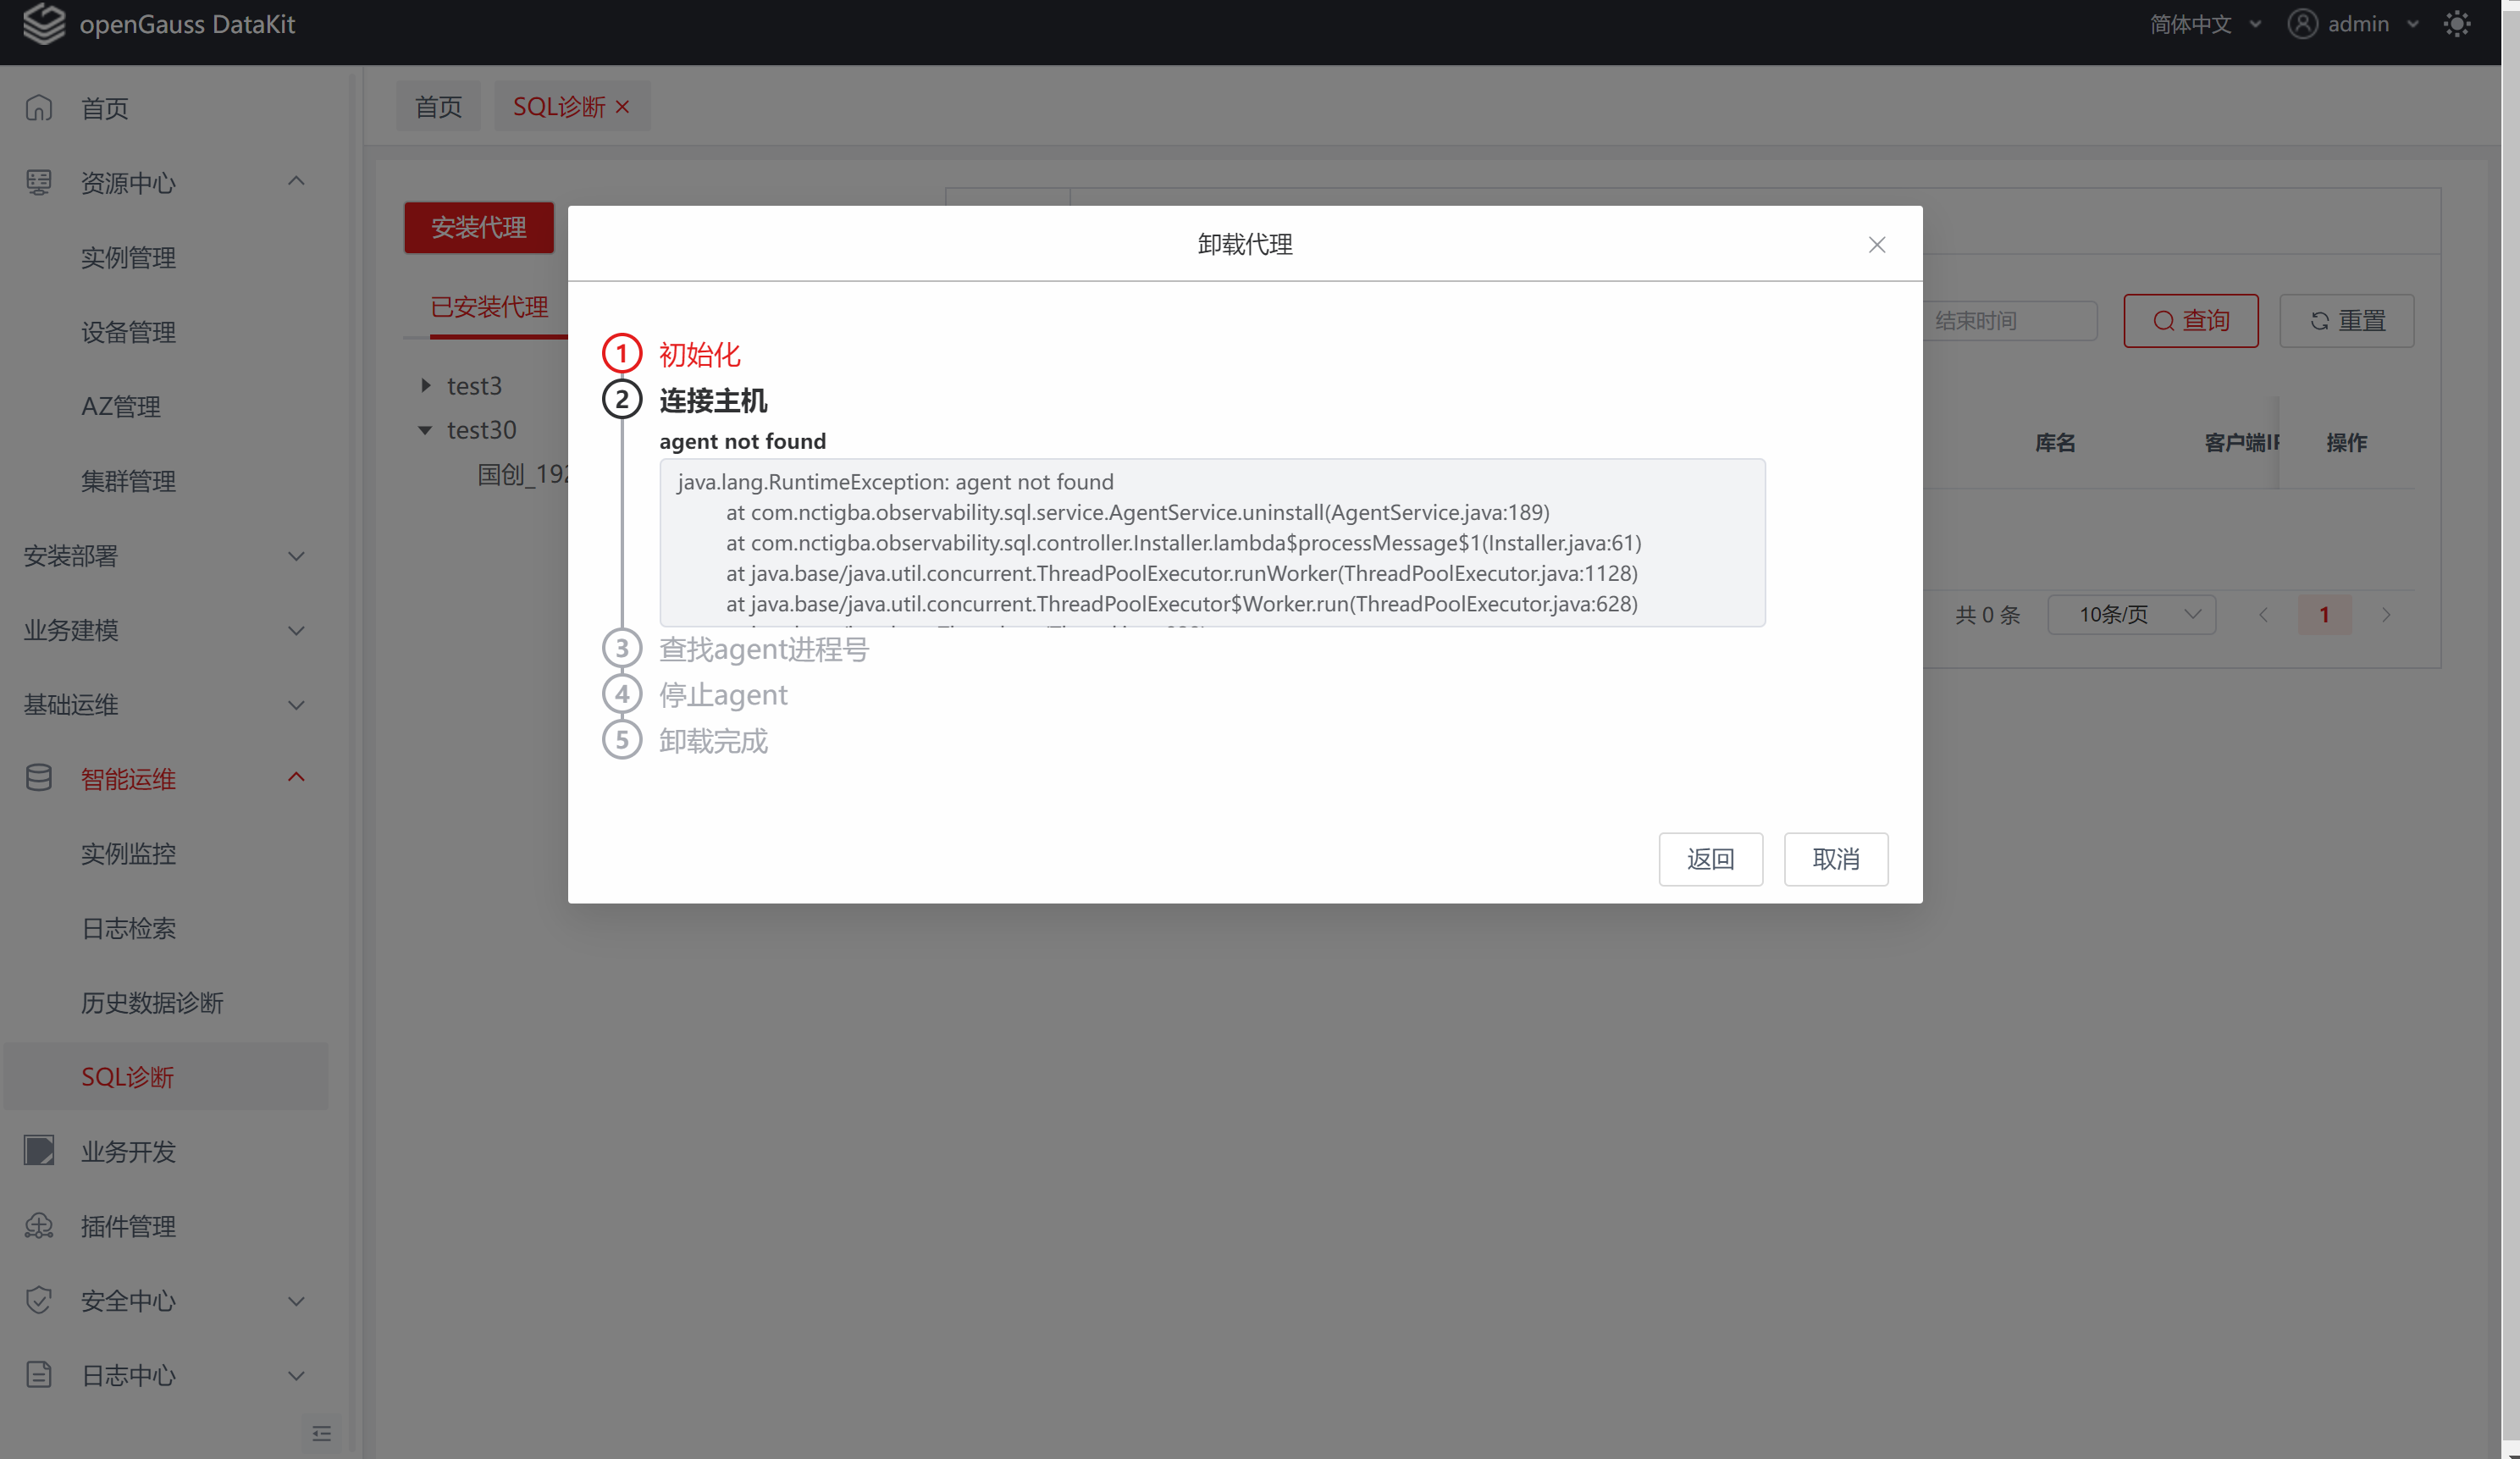 openGauss DataKit
简体中文
admin
首页
资源中心
实例管理
设备管理
AZ管理
集群管理
安装部署
业务建模
基础运维
智能运维
实例监控
日志检索
历史数据诊断
SQL诊断
业务开发
插件管理
安全中心
日志中心
首页
SQL诊断
安装代理
已安装代理
test3
test30
国创_192
卸载代理
1 初始化
2 连接主机
agent not found
java.lang.RuntimeException: agent not found
at com.nctigba.observability.sql.service.AgentService.uninstall(AgentService.java:189)
at com.nctigba.observability.sql.controller.Installer.lambda$processMessage$1(Installer.java:61)
at java.base/java.util.concurrent.ThreadPoolExecutor.runWorker(ThreadPoolExecutor.java:1128)
at java.base/java.util.concurrent.ThreadPoolExecutor$Worker.run(ThreadPoolExecutor.java:628)
3 查找agent进程号
4 停止agent
5 卸载完成
返回
取消
结束时间
查询
重置
库名
客户端IP
操作
共 0 条
10条/页
1